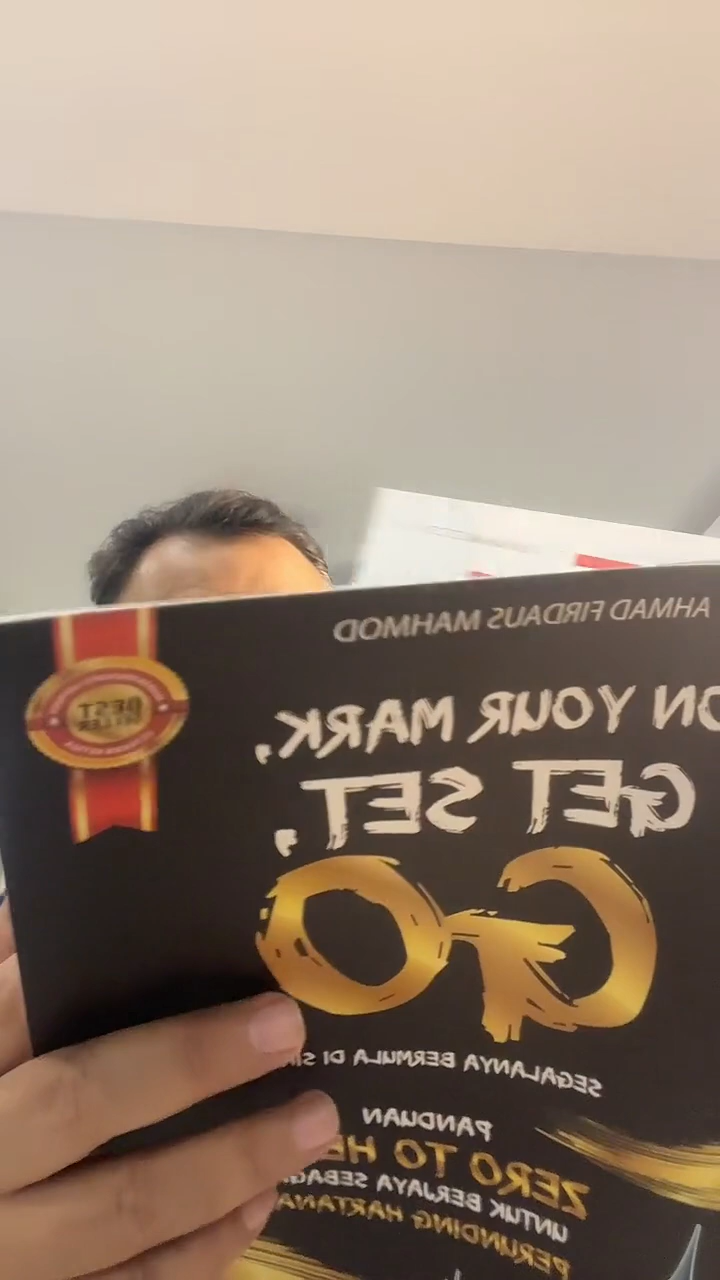 AHMAD FIRDAUS MAHMOD
BEST
SELLER
ON YOUR MARK,
GET SET,
GO
SEGALANYA BERMULA DI
PANDUAN
ZERO TO
UNTUK BERJAYA
PERUNDING